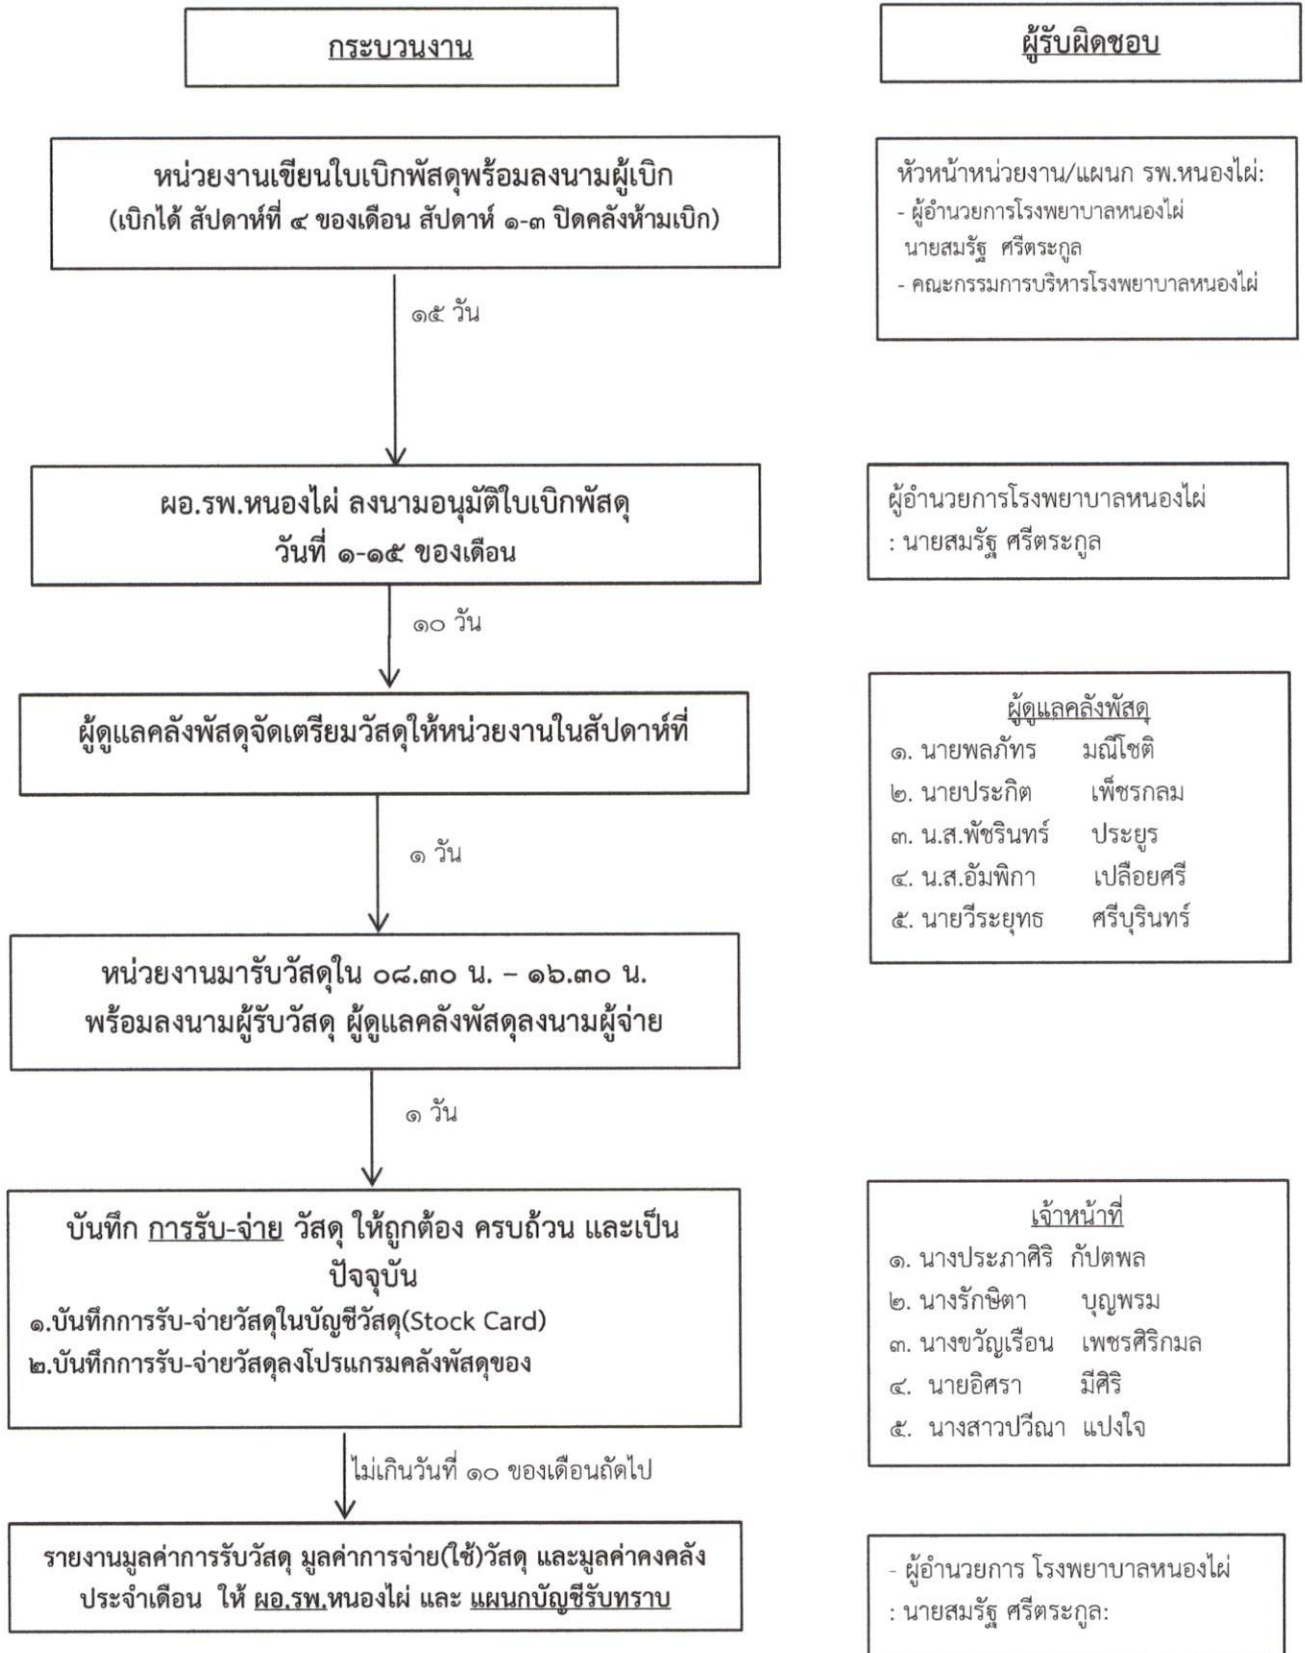 กระบวนงาน
ผู้รับผิดชอบ
หน่วยงานเขียนใบเบิกพัสดุพร้อมลงนามผู้เบิก
(เบิกได้ สัปดาห์ที่ ๔ ของเดือน สัปดาห์ ๑-๓ ปิดคลังห้ามเบิก)
หัวหน้าหน่วยงาน/แผนก รพ.หนองไผ่:
- ผู้อำนวยการโรงพยาบาลหนองไผ่
นายสมรัฐ ศรีตระกูล
- คณะกรรมการบริหารโรงพยาบาลหนองไผ่
๑๕ วัน
ผอ.รพ.หนองไผ่ ลงนามอนุมัติใบเบิกพัสดุ
วันที่ ๑-๑๕ ของเดือน
ผู้อำนวยการโรงพยาบาลหนองไผ่
: นายสมรัฐ ศรีตระกูล
๑๐ วัน
ผู้ดูแลคลังพัสดุจัดเตรียมวัสดุให้หน่วยงานในสัปดาห์ที่
ผู้ดูแลคลังพัสดุ
๑. นายพลภัทร มณีโชติ
๒. นายประกิต เพ็ชรกลม
๓. น.ส.พัชรินทร์ ประยูร
๔. น.ส.อัมพิกา เปลือยศรี
๕. นายวีระยุทธ ศรีบุรินทร์
๑ วัน
หน่วยงานมารับวัสดุใน ๐๘.๓๐ น. – ๑๖.๓๐ น.
พร้อมลงนามผู้รับวัสดุ ผู้ดูแลคลังพัสดุลงนามผู้จ่าย
๑ วัน
บันทึก การรับ-จ่าย วัสดุ ให้ถูกต้อง ครบถ้วน และเป็น
ปัจจุบัน
๑.บันทึกการรับ-จ่ายวัสดุในบัญชีวัสดุ(Stock Card)
๒.บันทึกการรับ-จ่ายวัสดุลงโปรแกรมคลังพัสดุของ
เจ้าหน้าที่
๑. นางประภาศิริ กัปตพล
๒. นางรักษิตา บุญพรม
๓. นางขวัญเรือน เพชรศิริกมล
๔. นายอิศรา มีศิริ
๕. นางสาวปวีณา แปงใจ
ไม่เกินวันที่ ๑๐ ของเดือนถัดไป
รายงานมูลค่าการรับวัสดุ มูลค่าการจ่าย(ใช้)วัสดุ และมูลค่าคงคลัง
ประจำเดือน ให้ ผอ.รพ.หนองไผ่ และ แผนกบัญชีรับทราบ
- ผู้อำนวยการ โรงพยาบาลหนองไผ่
: นายสมรัฐ ศรีตระกูล: